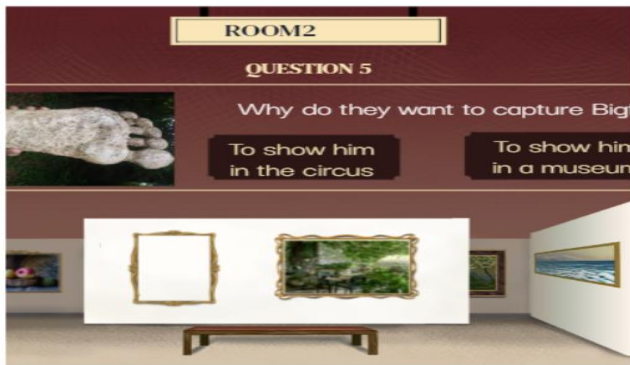 ROOM2
QUESTION 5
Why do they want to capture Big
To show him
in the circus
To show him
in a museum